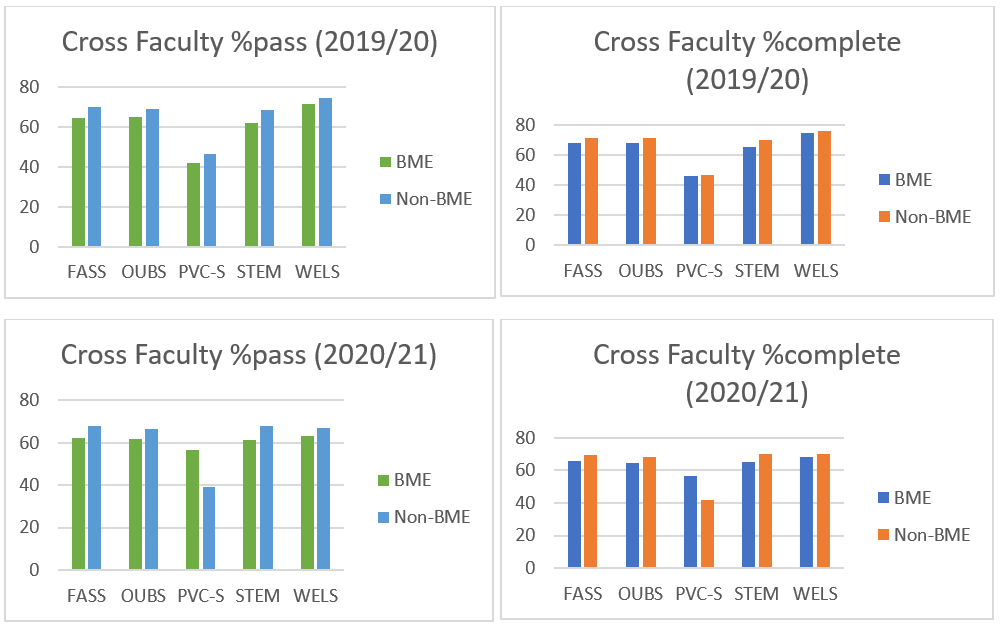 Cross Faculty %pass (2019/20)
80
60
40
20
0
FASS OUBS PVC-S STEM WELS
BME
Non-BME
Cross Faculty %complete
(2019/20)
80
60
40
20
0
FASS OUBS PVC-S STEM WELS
BME
Non-BME
Cross Faculty %pass (2020/21)
80
60
40
20
0
FASS OUBS PVC-S STEM WELS
BME
Non-BME
Cross Faculty %complete
(2020/21)
80
60
40
20
0
FASS OUBS PVC-S STEM WELS
BME
Non-BME